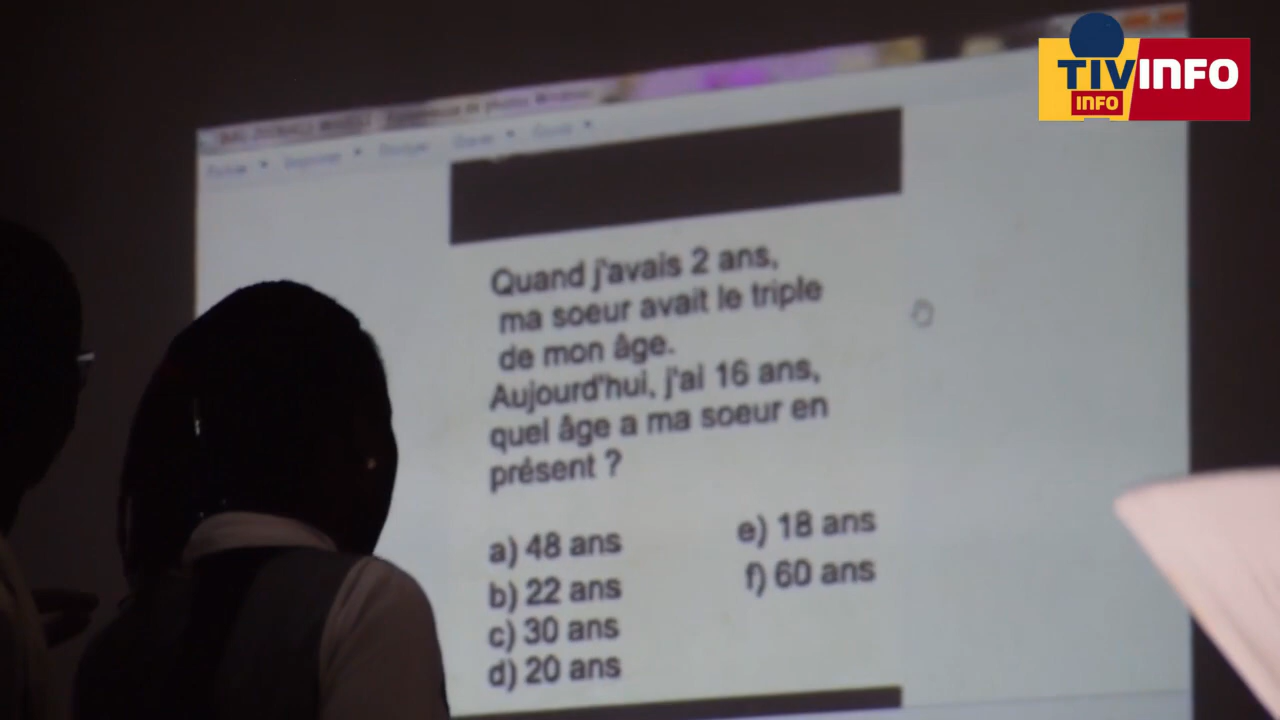 TIVINFO
INFO
Quand j'avais 2 ans,
ma soeur avait le triple
de mon âge.
Aujourd'hui, j'ai 16 ans,
quel âge a ma soeur en
présent ?
a) 48 ans
b) 22 ans
c) 30 ans
d) 20 ans
e) 18 ans
f) 60 ans